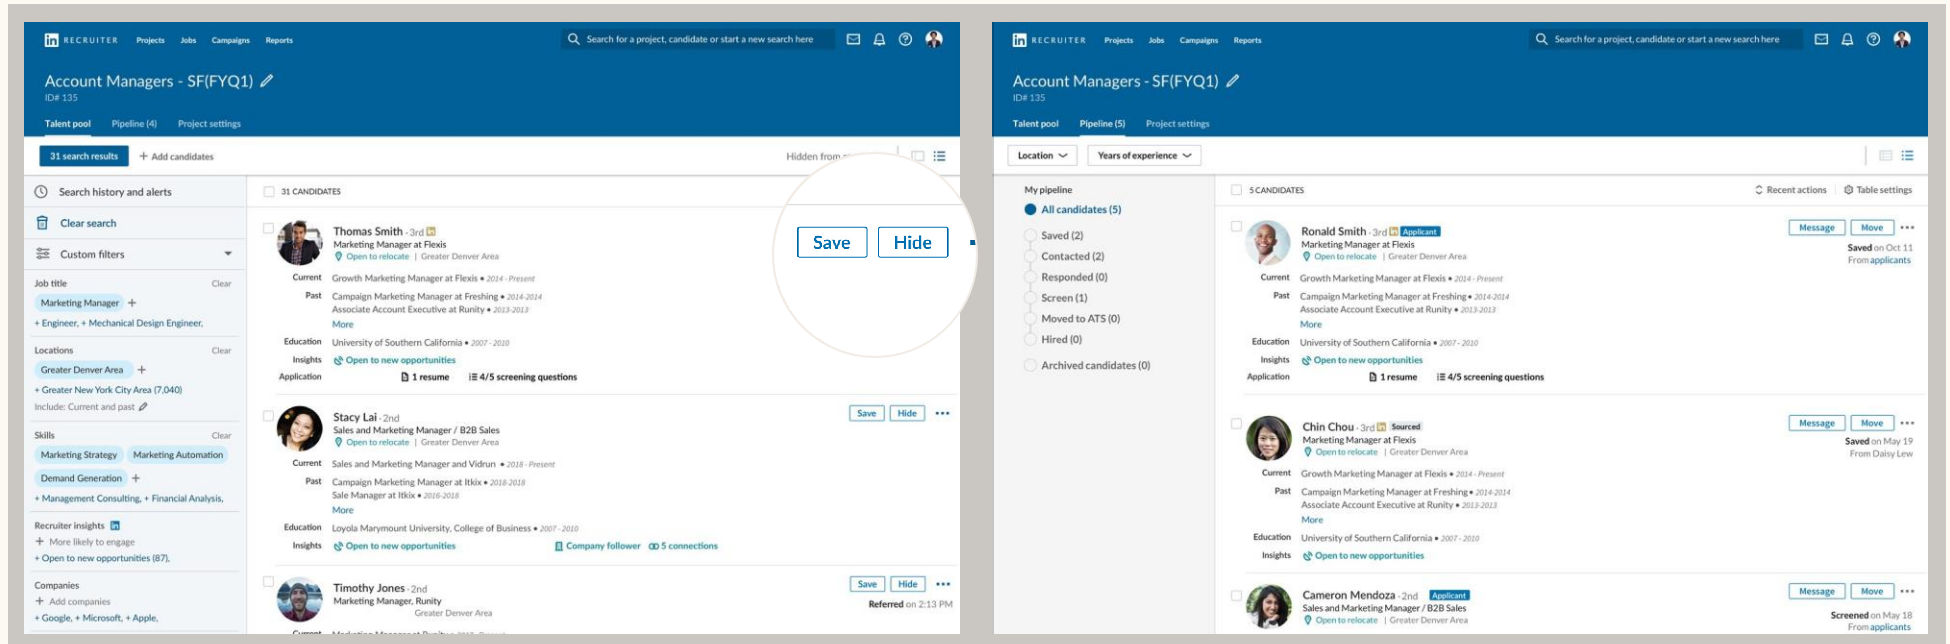 in RECRUITER Projects Jobs Campaigns Reports
Search for a project, candidate or start a new search here
Account Managers - SF(FYQ1)
ID# 135
Talent pool Pipeline (4) Project settings
31 search results + Add candidates
Hidden from
Search history and alerts
Clear search
Custom filters
Job title Clear
Marketing Manager +
+ Engineer, + Mechanical Design Engineer,
Locations Clear
Greater Denver Area +
+ Greater New York City Area (7,040)
Include: Current and past
Skills Clear
Marketing Strategy Marketing Automation
Demand Generation +
+ Management Consulting, + Financial Analysis,
Recruiter insights in
+ More likely to engage
+ Open to new opportunities (87),
Companies
+ Add companies
+ Google, + Microsoft, + Apple,
31 CANDIDATES
Thomas Smith · 3rd in
Marketing Manager at Flexis
Open to relocate | Greater Denver Area
Save Hide
Current Growth Marketing Manager at Flexis • 2014 - Present
Past Campaign Marketing Manager at Freshing • 2014-2014
Associate Account Executive at Runity • 2013-2013
More
Education University of Southern California • 2007 - 2010
Insights Open to new opportunities
Application 1 resume 4/5 screening questions
Stacy Lai · 2nd
Save Hide •••
Sales and Marketing Manager / B2B Sales
Open to relocate | Greater Denver Area
Current Sales and Marketing Manager and Vidrun • 2018 - Present
Past Campaign Marketing Manager at Itkix • 2018-2018
Sale Manager at Itkix • 2016-2018
More
Education Loyola Marymount University, College of Business • 2007 - 2010
Insights Open to new opportunities Company follower 5 connections
Timothy Jones · 2nd
Save Hide •••
Marketing Manager, Runity
Referred on 2:13 PM
Greater Denver Area
in RECRUITER Projects Jobs Campaigns Reports
Search for a project, candidate or start a new search here
Account Managers - SF(FYQ1)
ID# 135
Talent pool Pipeline (5) Project settings
Location Years of experience
My pipeline
All candidates (5)
Saved (2)
Contacted (2)
Responded (0)
Screen (1)
Moved to ATS (0)
Hired (0)
Archived candidates (0)
5 CANDIDATES
Recent actions Table settings
Ronald Smith · 3rd in Applicant
Message Move •••
Marketing Manager at Flexis
Saved on Oct 11
Open to relocate | Greater Denver Area
From applicants
Current Growth Marketing Manager at Flexis • 2014 - Present
Past Campaign Marketing Manager at Freshing • 2014-2014
Associate Account Executive at Runity • 2013-2013
More
Education University of Southern California • 2007 - 2010
Insights Open to new opportunities
Application 1 resume 4/5 screening questions
Chin Chou · 3rd in Sourced
Message Move •••
Marketing Manager at Flexis
Saved on May 19
Open to relocate | Greater Denver Area
From Daisy Lew
Current Growth Marketing Manager at Flexis • 2014 - Present
Past Campaign Marketing Manager at Freshing • 2014-2014
Associate Account Executive at Runity • 2013-2013
More
Education University of Southern California • 2007 - 2010
Insights Open to new opportunities
Cameron Mendoza · 2nd Applicant
Message Move •••
Sales and Marketing Manager / B2B Sales
Screened on May 18
Open to relocate | Greater Denver Area
From applicants